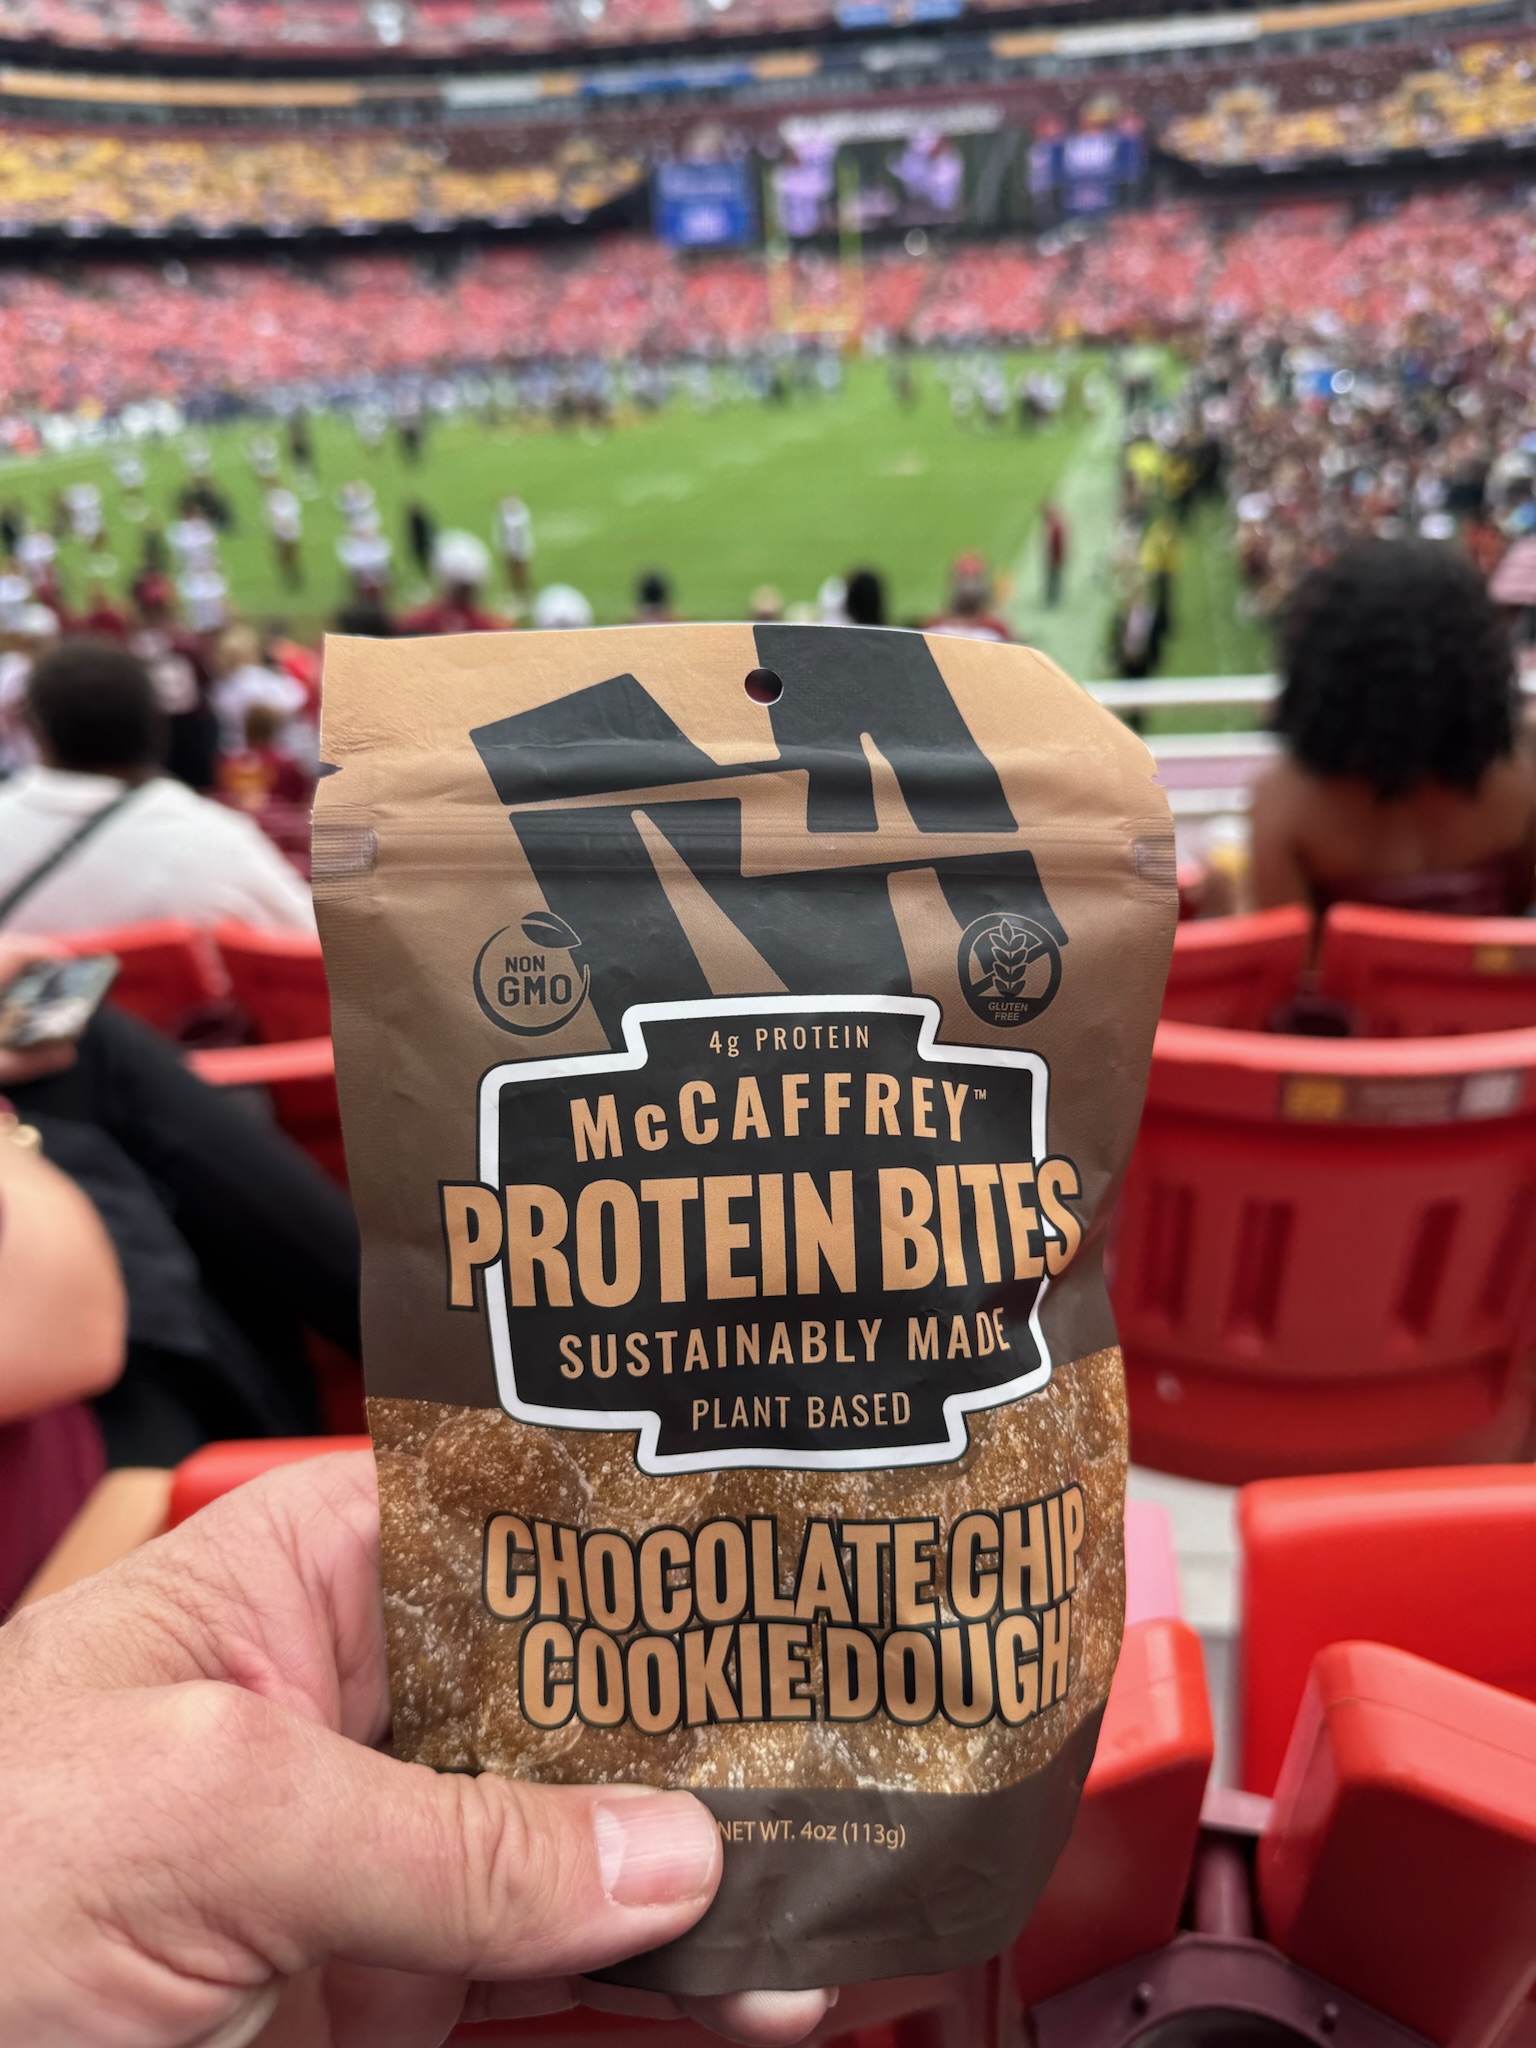 NON
GMO
GLUTEN
FREE
4g PROTEIN
McCAFFREY™
PROTEIN BITES
SUSTAINABLY MADE
PLANT BASED
CHOCOLATE CHIP
COOKIE DOUGH
NET WT. 4oz (113g)